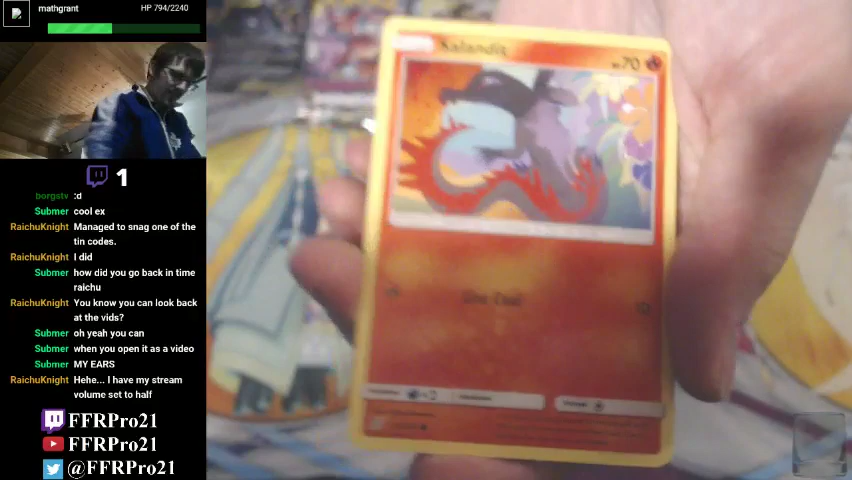 mathgrant
HP 794/2240
1
borgstv :d
Submer cool ex
RaichuKnight Managed to snag one of the
tin codes.
RaichuKnight I did
Submer how did you go back in time
raichu
RaichuKnight You know you can look back
at the vids?
Submer oh yeah you can
Submer when you open it as a video
Submer MY EARS
RaichuKnight Hehe... I have my stream
volume set to half
FFRPro21
FFRPro21
@FFRPro21
Salandit
70